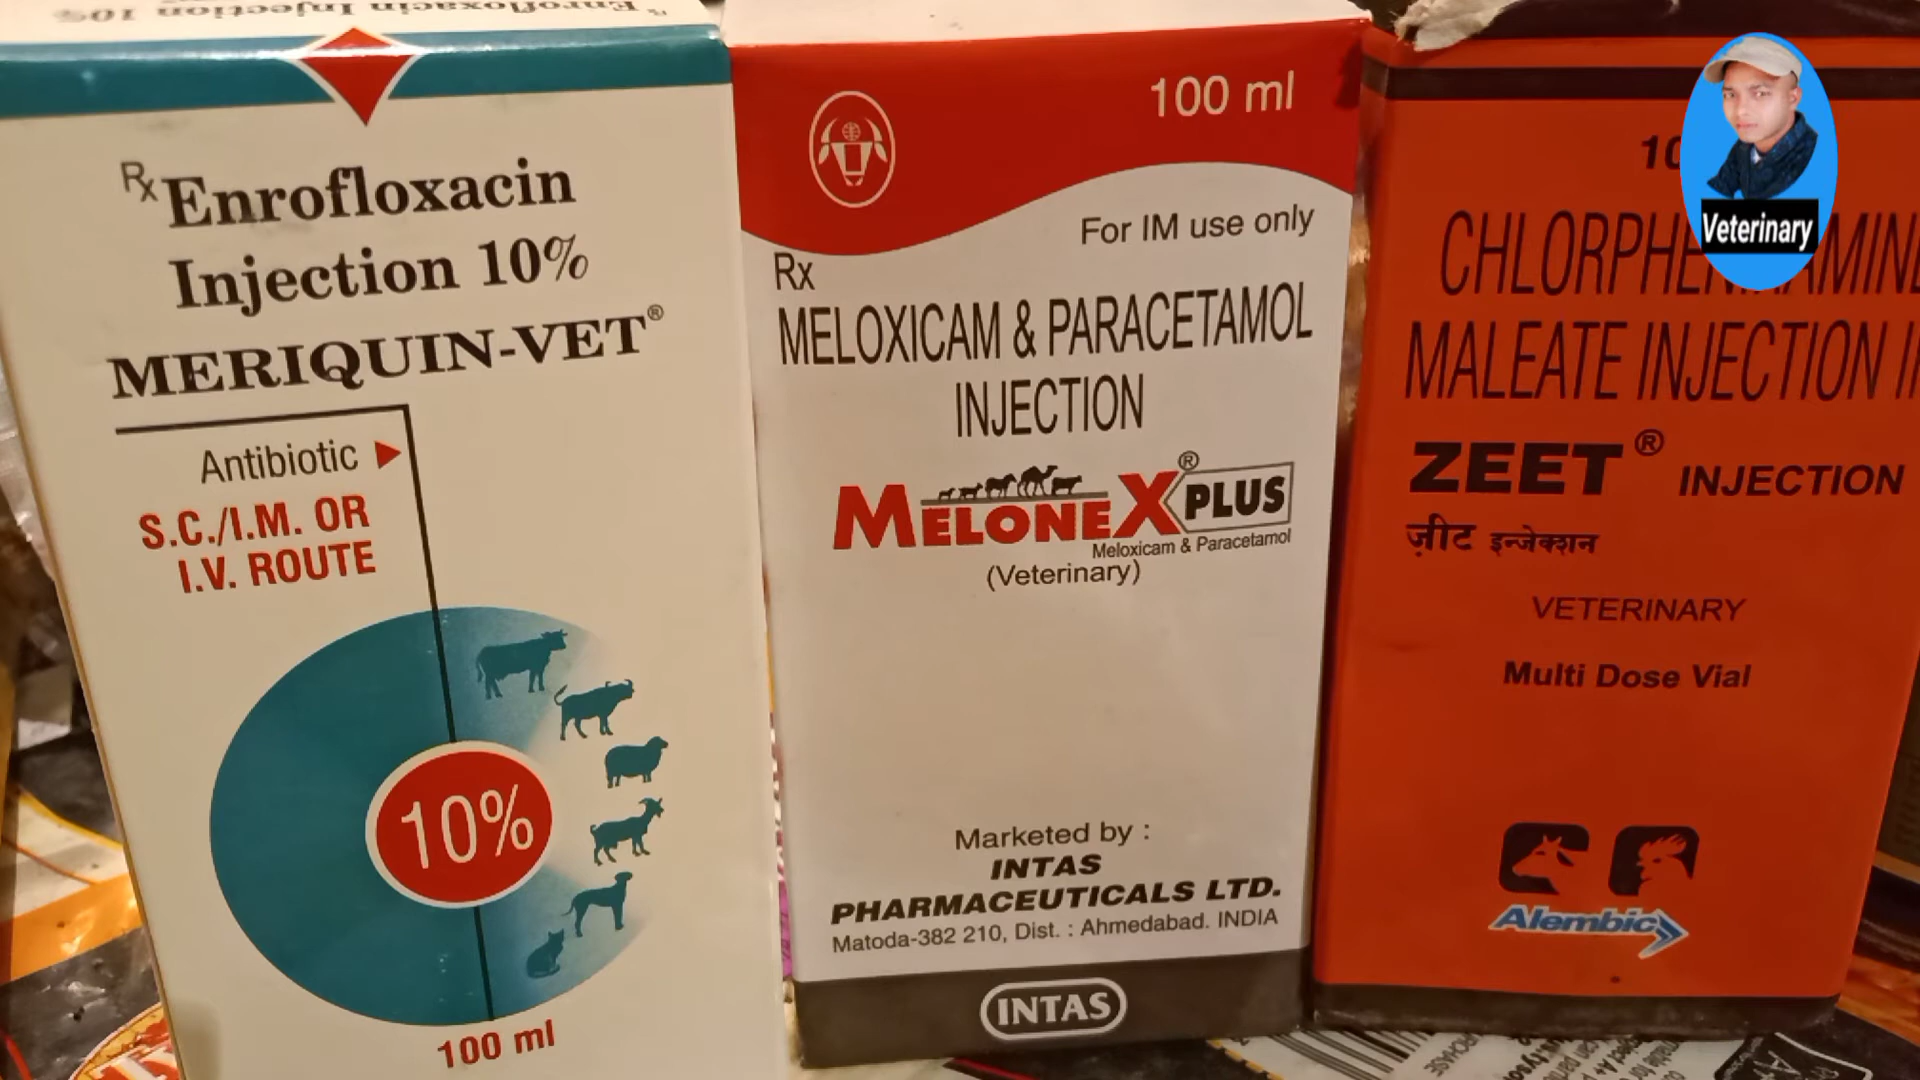 Enrofloxacin
Injection 10%
Rx Enrofloxacin
Injection 10%
MERIQUIN-VET®
Antibiotic
S.C./I.M. OR
I.V. ROUTE
10%
100 ml
100 ml
For IM use only
Rx
MELOXICAM & PARACETAMOL
INJECTION
MELONEX® PLUS
Meloxicam & Paracetamol
(Veterinary)
Marketed by :
INTAS
PHARMACEUTICALS LTD.
Matoda-382 210, Dist. : Ahmedabad. INDIA
INTAS
Veterinary
MALEATE INJECTION
ZEET® INJECTION
ज़ीट इन्जेक्शन
VETERINARY
Multi Dose Vial
Alembic